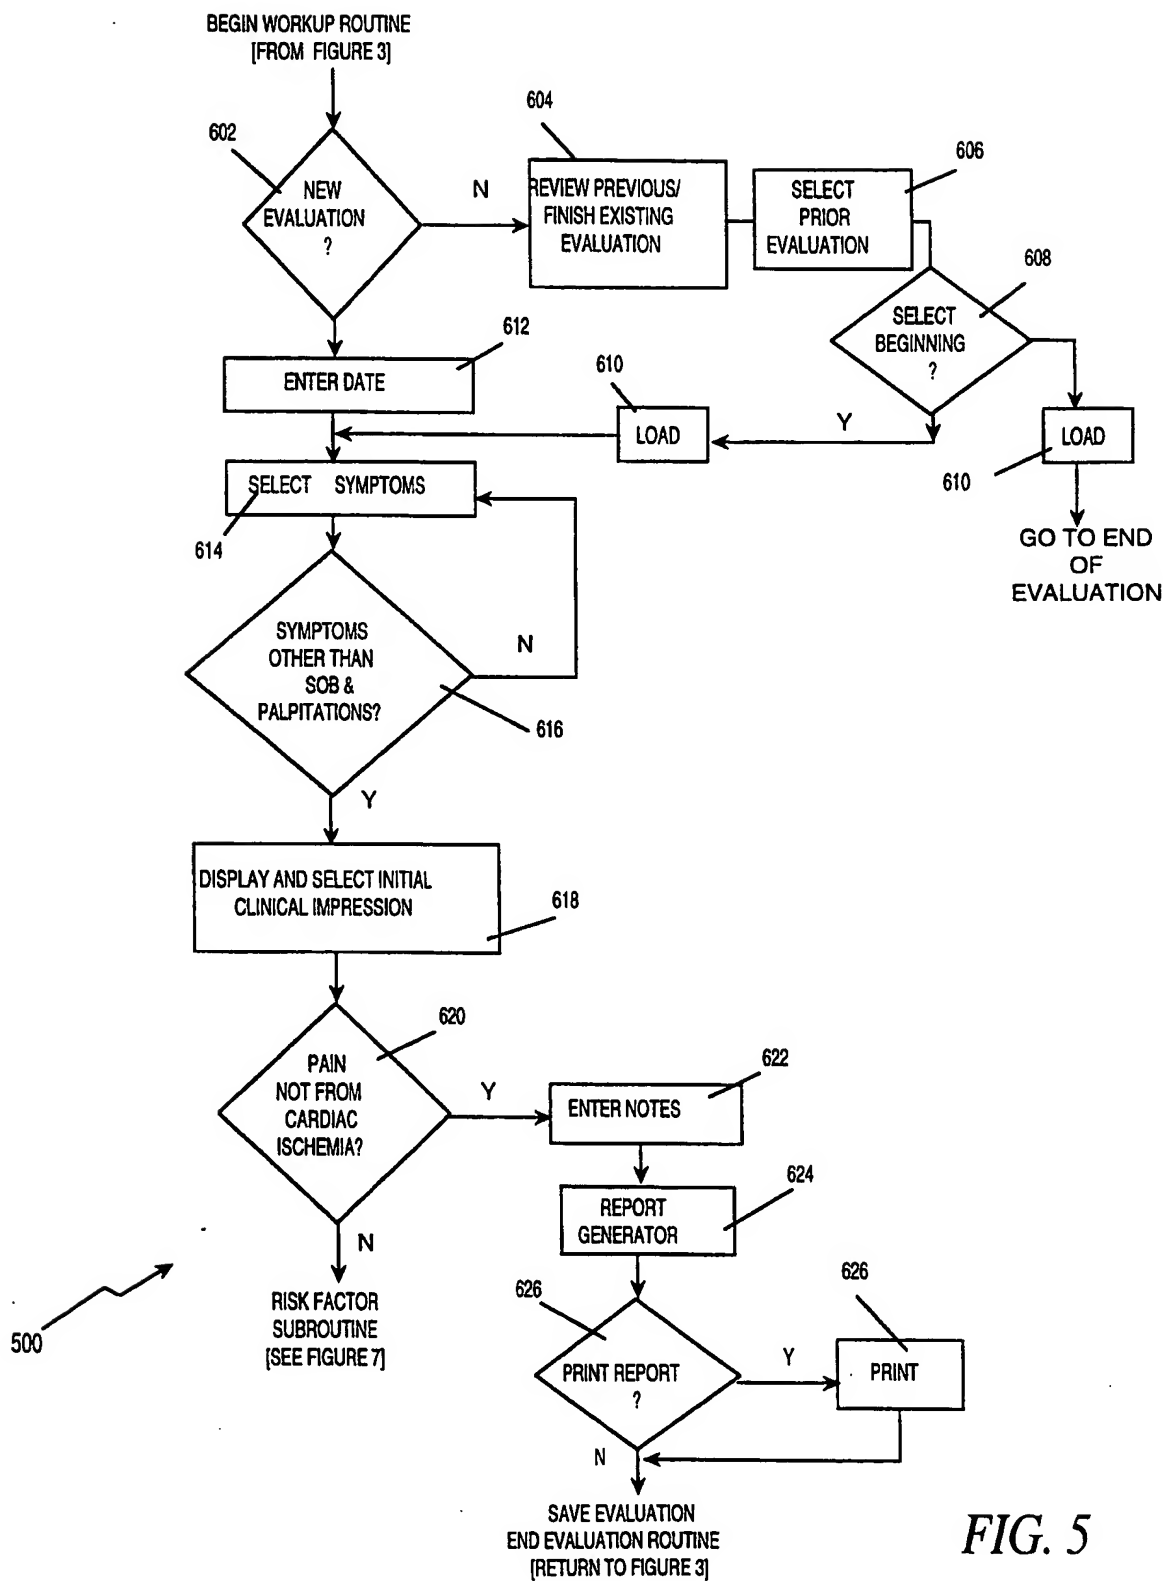 BEGIN WORKUP ROUTINE
[FROM FIGURE 3]
602
NEW
EVALUATION
?
N
604
REVIEW PREVIOUS/
FINISH EXISTING
EVALUATION
606
SELECT
PRIOR
EVALUATION
608
SELECT
BEGINNING
?
612
ENTER DATE
610
LOAD
Y
LOAD
610
GO TO END
OF
EVALUATION
SELECT SYMPTOMS
614
SYMPTOMS
OTHER THAN
SOB &
PALPITATIONS?
N
616
Y
DISPLAY AND SELECT INITIAL
CLINICAL IMPRESSION
618
620
PAIN
NOT FROM
CARDIAC
ISCHEMIA?
Y
622
ENTER NOTES
624
REPORT
GENERATOR
N
RISK FACTOR
SUBROUTINE
[SEE FIGURE 7]
500
626
PRINT REPORT
?
Y
626
PRINT
N
SAVE EVALUATION
END EVALUATION ROUTINE
[RETURN TO FIGURE 3]
FIG. 5